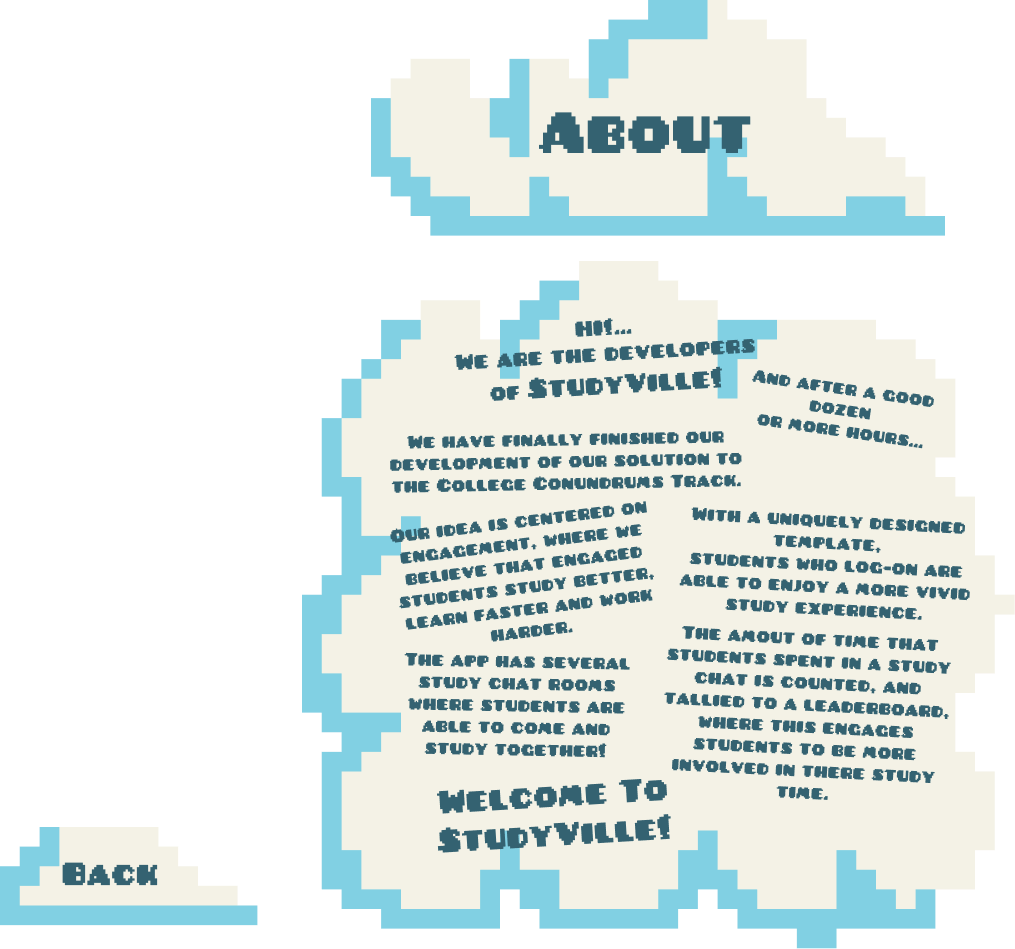 About
Hi!...
We are the developers
of StudyVille!
And after a good
dozen
or more hours...
We have finally finished our
development of our solution to
the College Conundrums Track.
Our idea is centered on
engagement, where we
believe that engaged
students study better,
learn faster and work
harder.
The app has several
study chat rooms
where students are
able to come and
study together!
With a uniquely designed
template,
students who log-on are
able to enjoy a more vivid
study experience.
The amout of time that
students spent in a study
chat is counted, and
tallied to a leaderboard,
where this engages
students to be more
involved in there study
time.
Welcome To
StudyVille!
Back